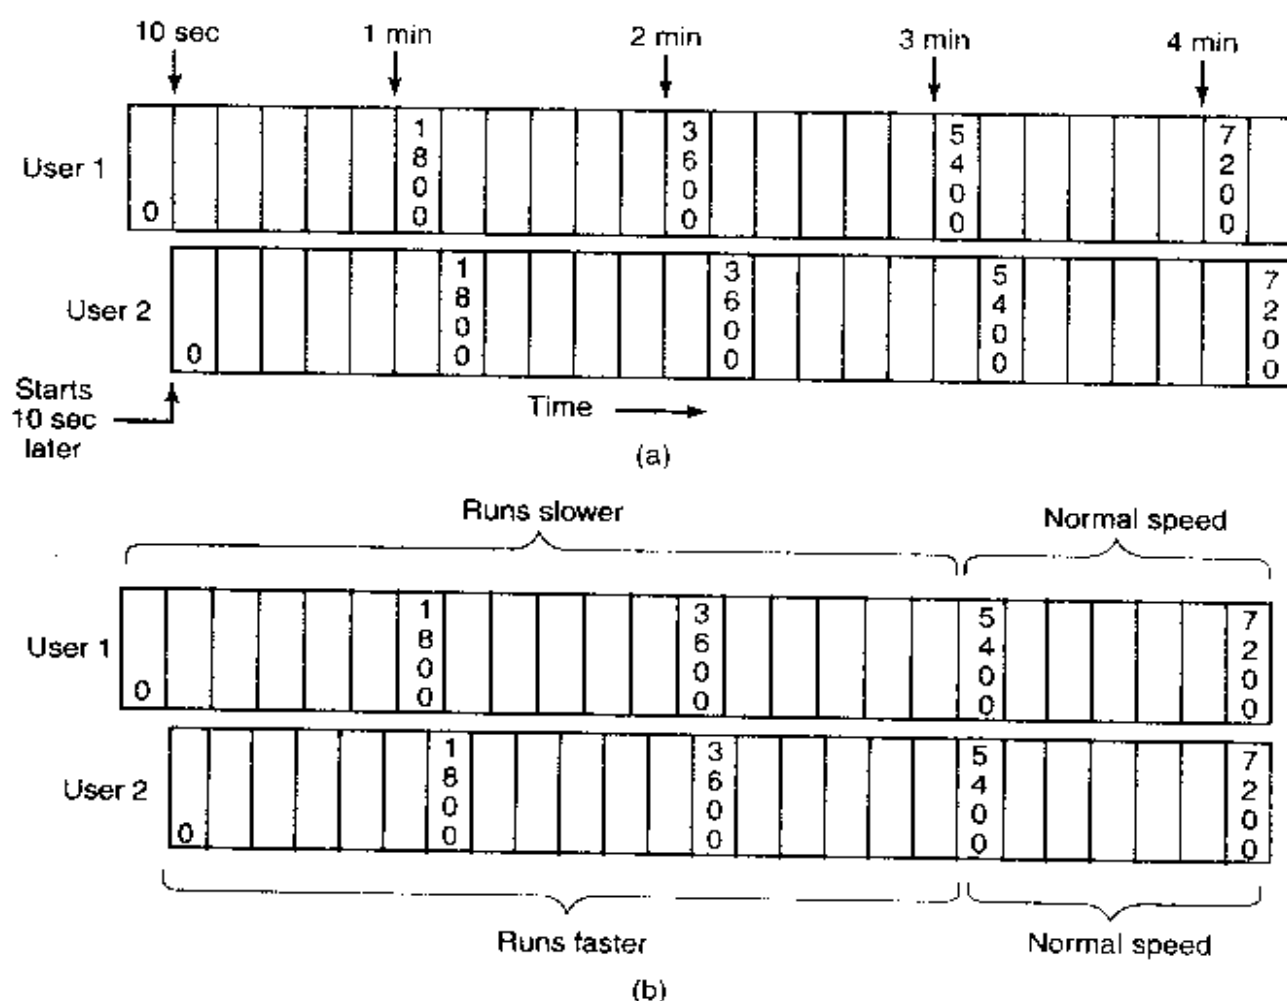 10 sec 1 min 2 min 3 min 4 min
User 1 0 1800 3600 5400 7200
User 2 0 1800 3600 5400 7200
Starts
10 sec
later
Time
(a)
Runs slower Normal speed
User 1 0 1800 3600 5400 7200
User 2 0 1800 3600 5400 7200
Runs faster Normal speed
(b)